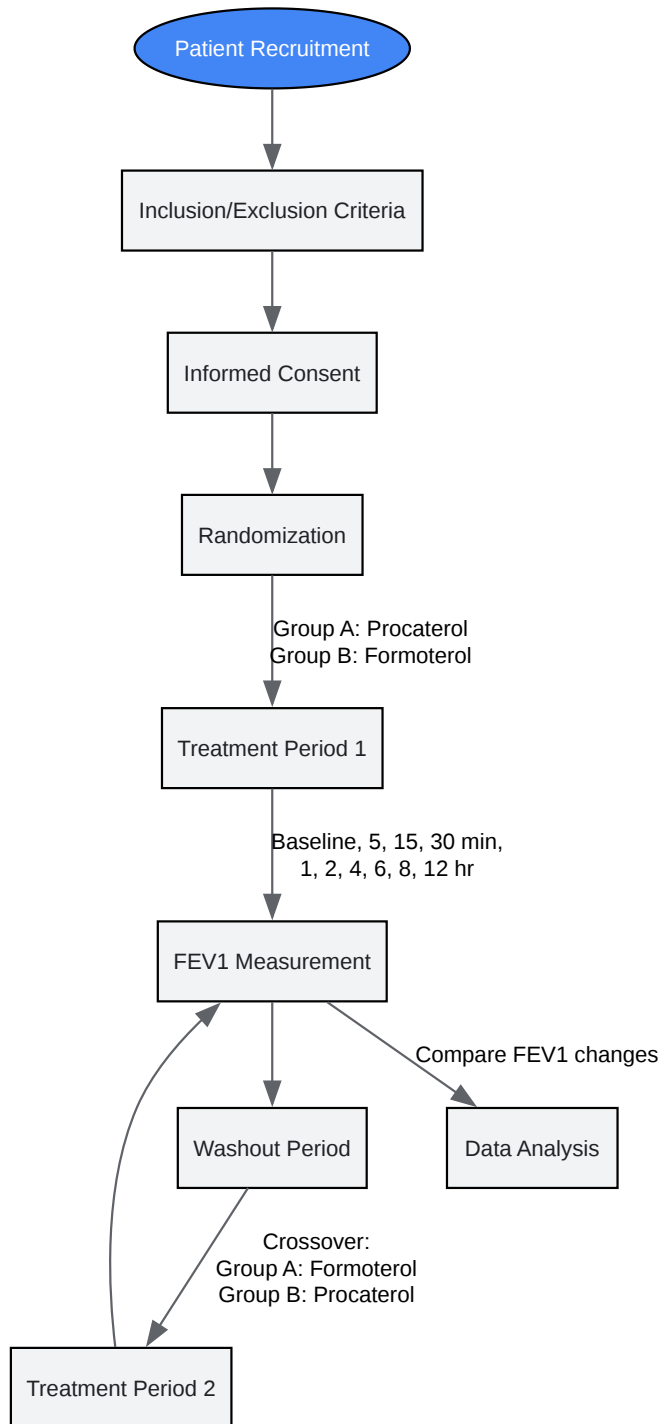 Patient Recruitment
Inclusion/Exclusion Criteria
Informed Consent
Randomization
Group A: Procaterol
Group B: Formoterol
Treatment Period 1
Baseline, 5, 15, 30 min,
1, 2, 4, 6, 8, 12 hr
FEV1 Measurement
Compare FEV1 changes
Washout Period
Data Analysis
Crossover:
Group A: Formoterol
Group B: Procaterol
Treatment Period 2